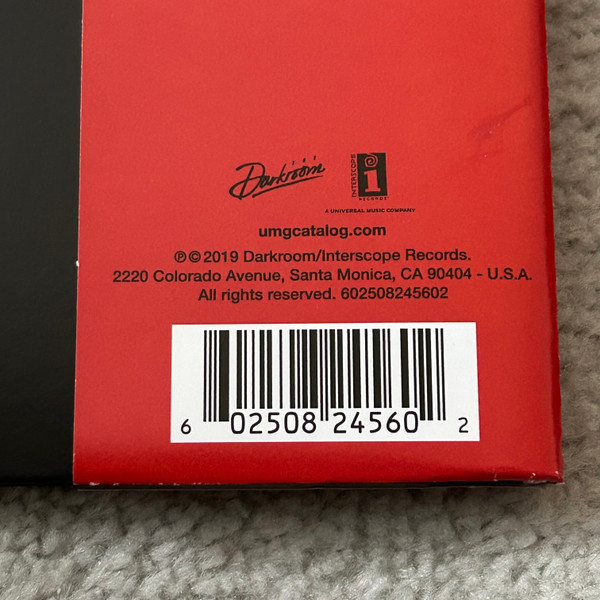 Darkroom
INTERSCOPE
RECORDS
A UNIVERSAL MUSIC COMPANY
umgcatalog.com
℗ © 2019 Darkroom/Interscope Records.
2220 Colorado Avenue, Santa Monica, CA 90404 - U.S.A.
All rights reserved. 602508245602
6 02508 24560 2